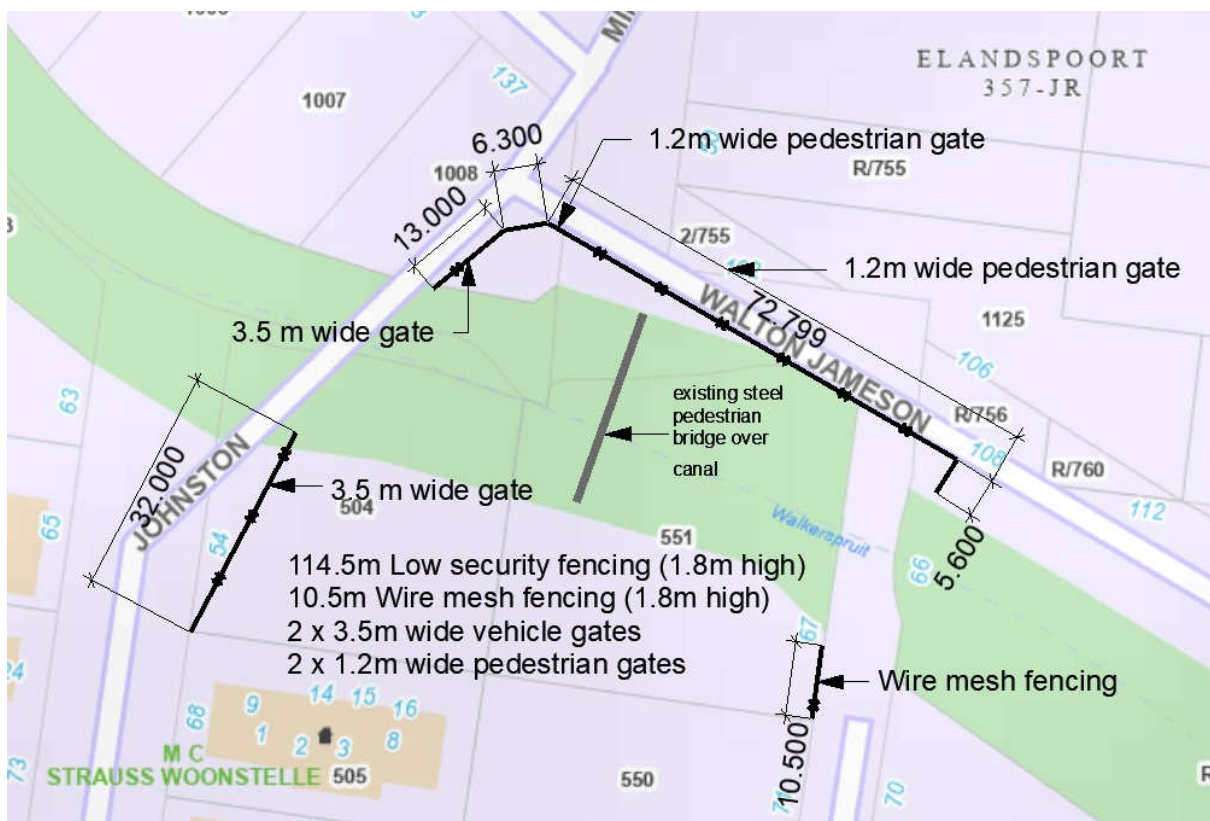 ELANDSPOORT
357-JR
1007
137
6.300
1.2m wide pedestrian gate
1008
R/755
13.000
2/755
1.2m wide pedestrian gate
3.5 m wide gate
WALTON JAMESON
72.799
1125
106
63
existing steel
pedestrian
bridge over
canal
R/756
108
R/760
JOHNSTON
32.000
3.5 m wide gate
504
112
65
54
551
Walkerspruit
66
5.600
114.5m Low security fencing (1.8m high)
10.5m Wire mesh fencing (1.8m high)
2 x 3.5m wide vehicle gates
2 x 1.2m wide pedestrian gates
67
Wire mesh fencing
24
9
14
15
16
68
1
2
3
8
M C
STRAUSS WOONSTELLE
505
73
550
10.500
70